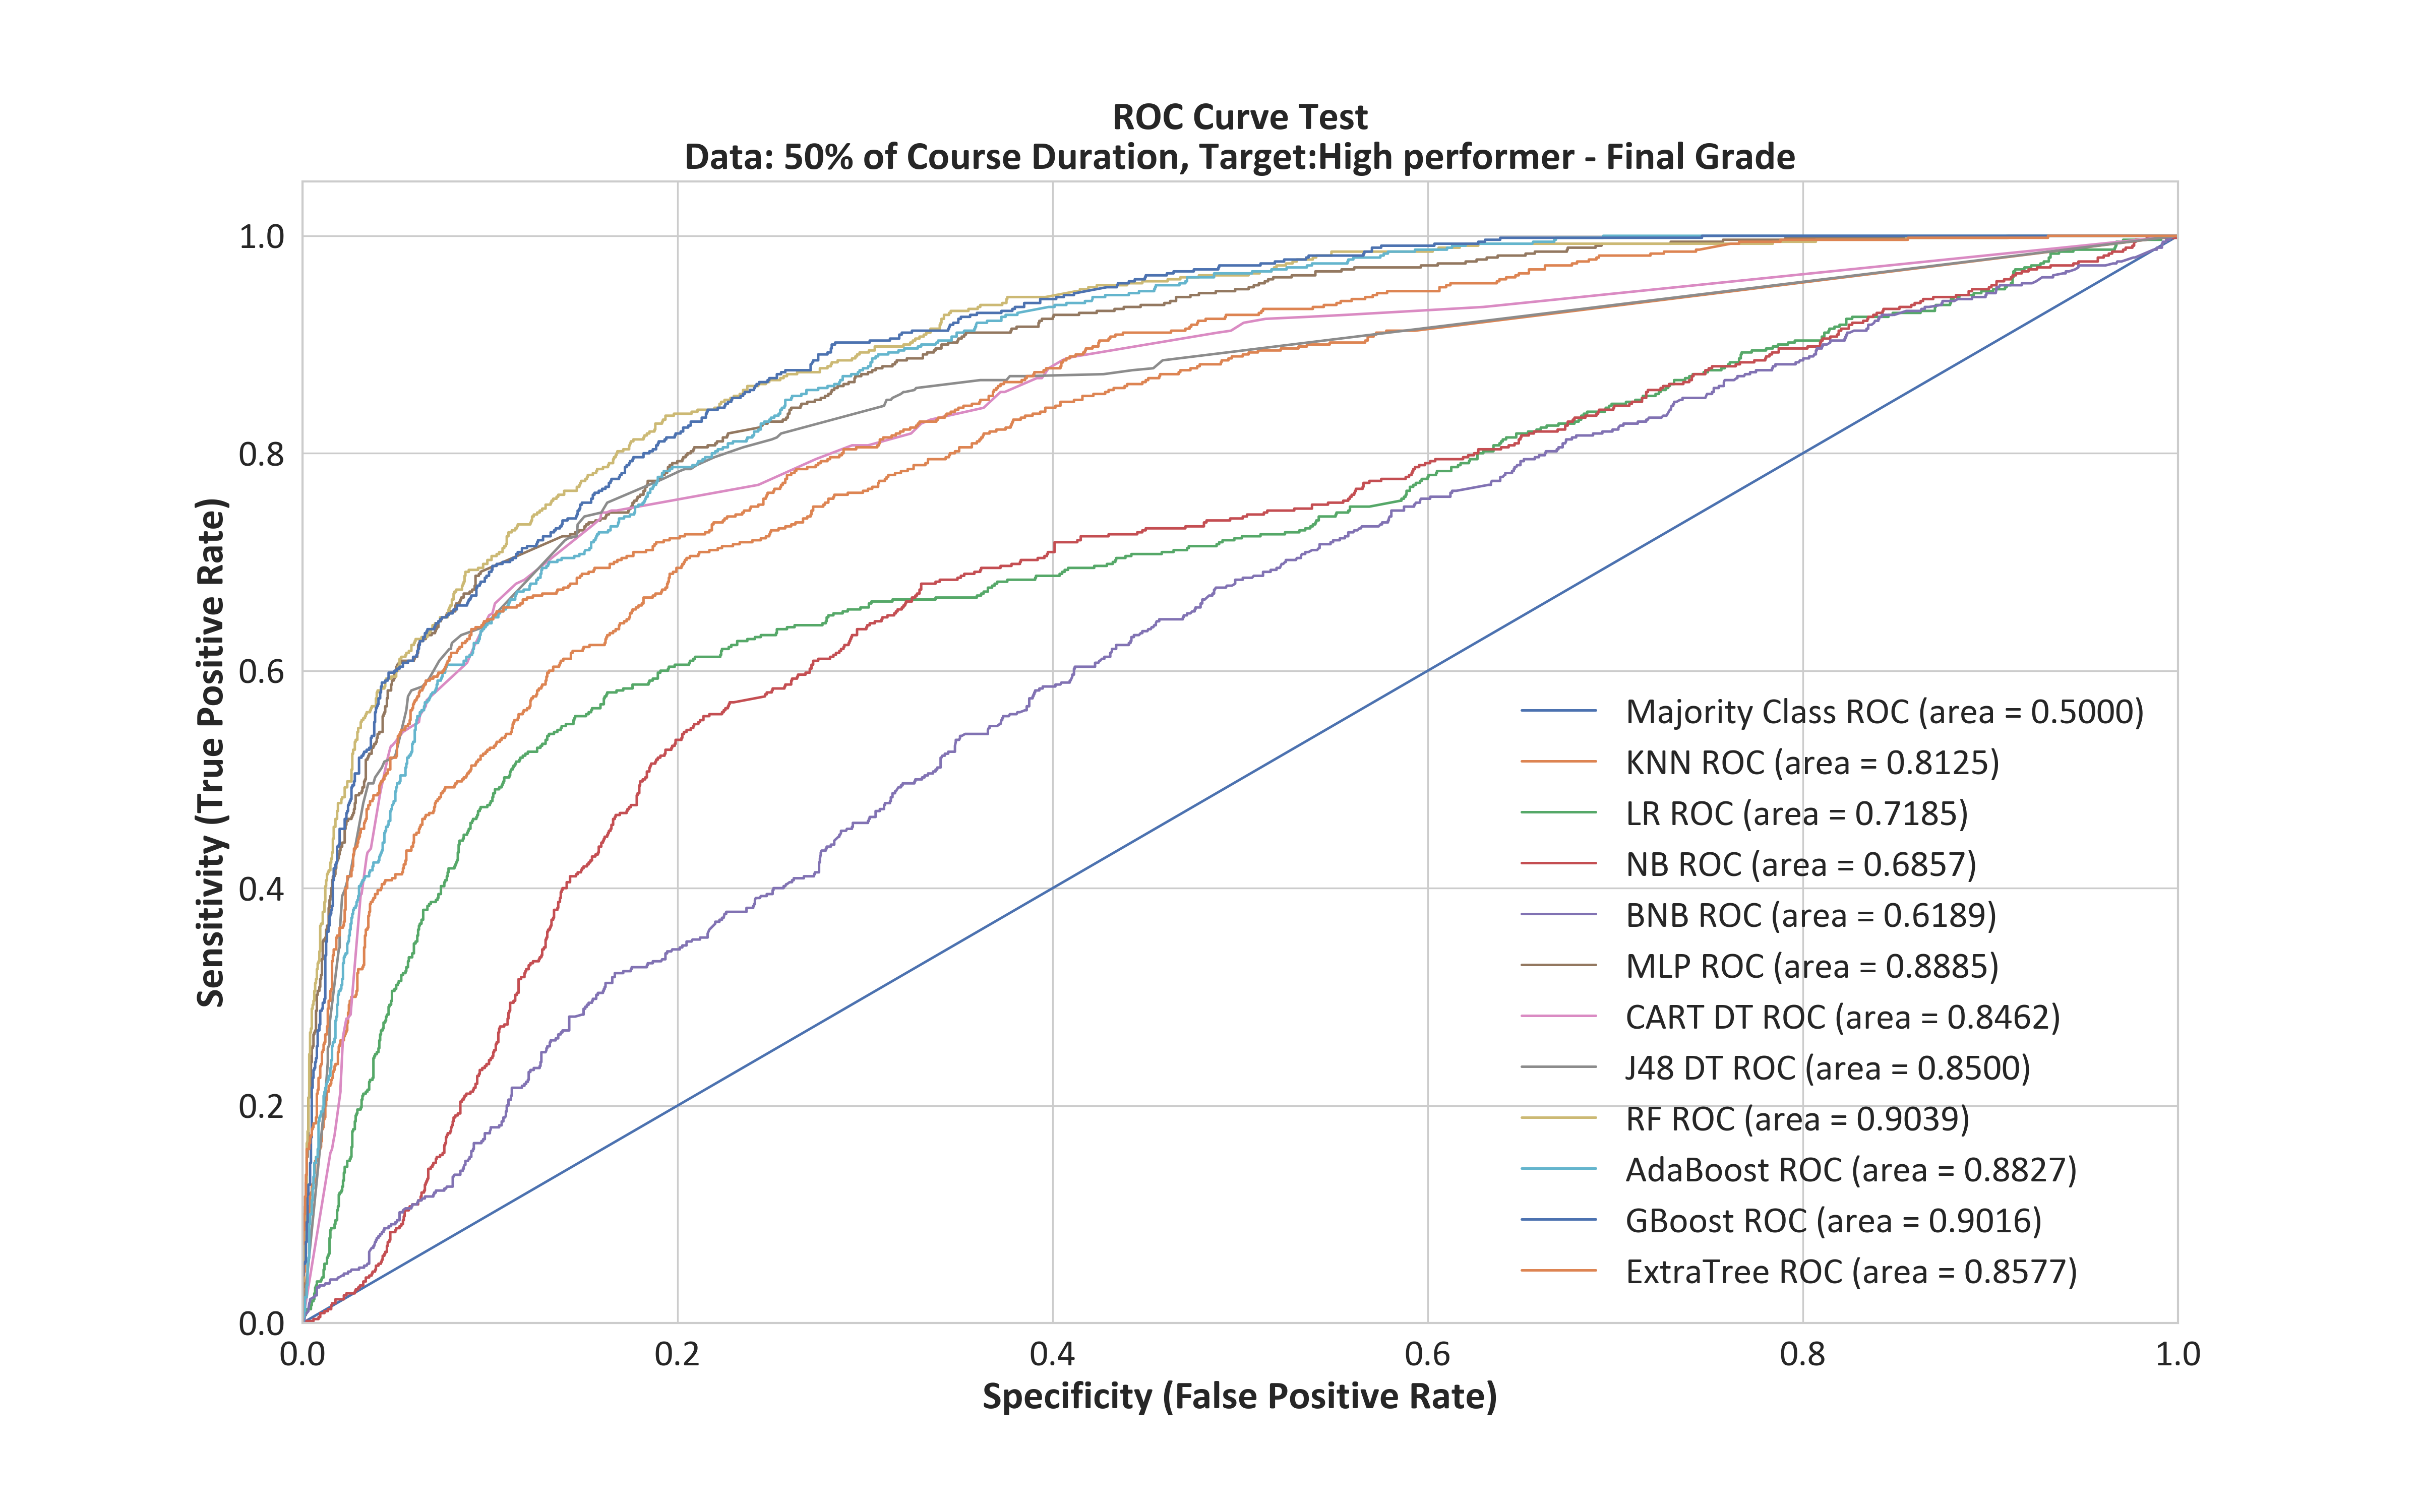 ROC Curve Test
Data: 50% of Course Duration, Target:High performer - Final Grade
Sensitivity (True Positive Rate)
1.0
0.8
0.6
0.4
0.2
0.0
Majority Class ROC (area = 0.5000)
KNN ROC (area = 0.8125)
LR ROC (area = 0.7185)
NB ROC (area = 0.6857)
BNB ROC (area = 0.6189)
MLP ROC (area = 0.8885)
CART DT ROC (area = 0.8462)
J48 DT ROC (area = 0.8500)
RF ROC (area = 0.9039)
AdaBoost ROC (area = 0.8827)
GBoost ROC (area = 0.9016)
ExtraTree ROC (area = 0.8577)
0.0 0.2 0.4 0.6 0.8 1.0
Specificity (False Positive Rate)